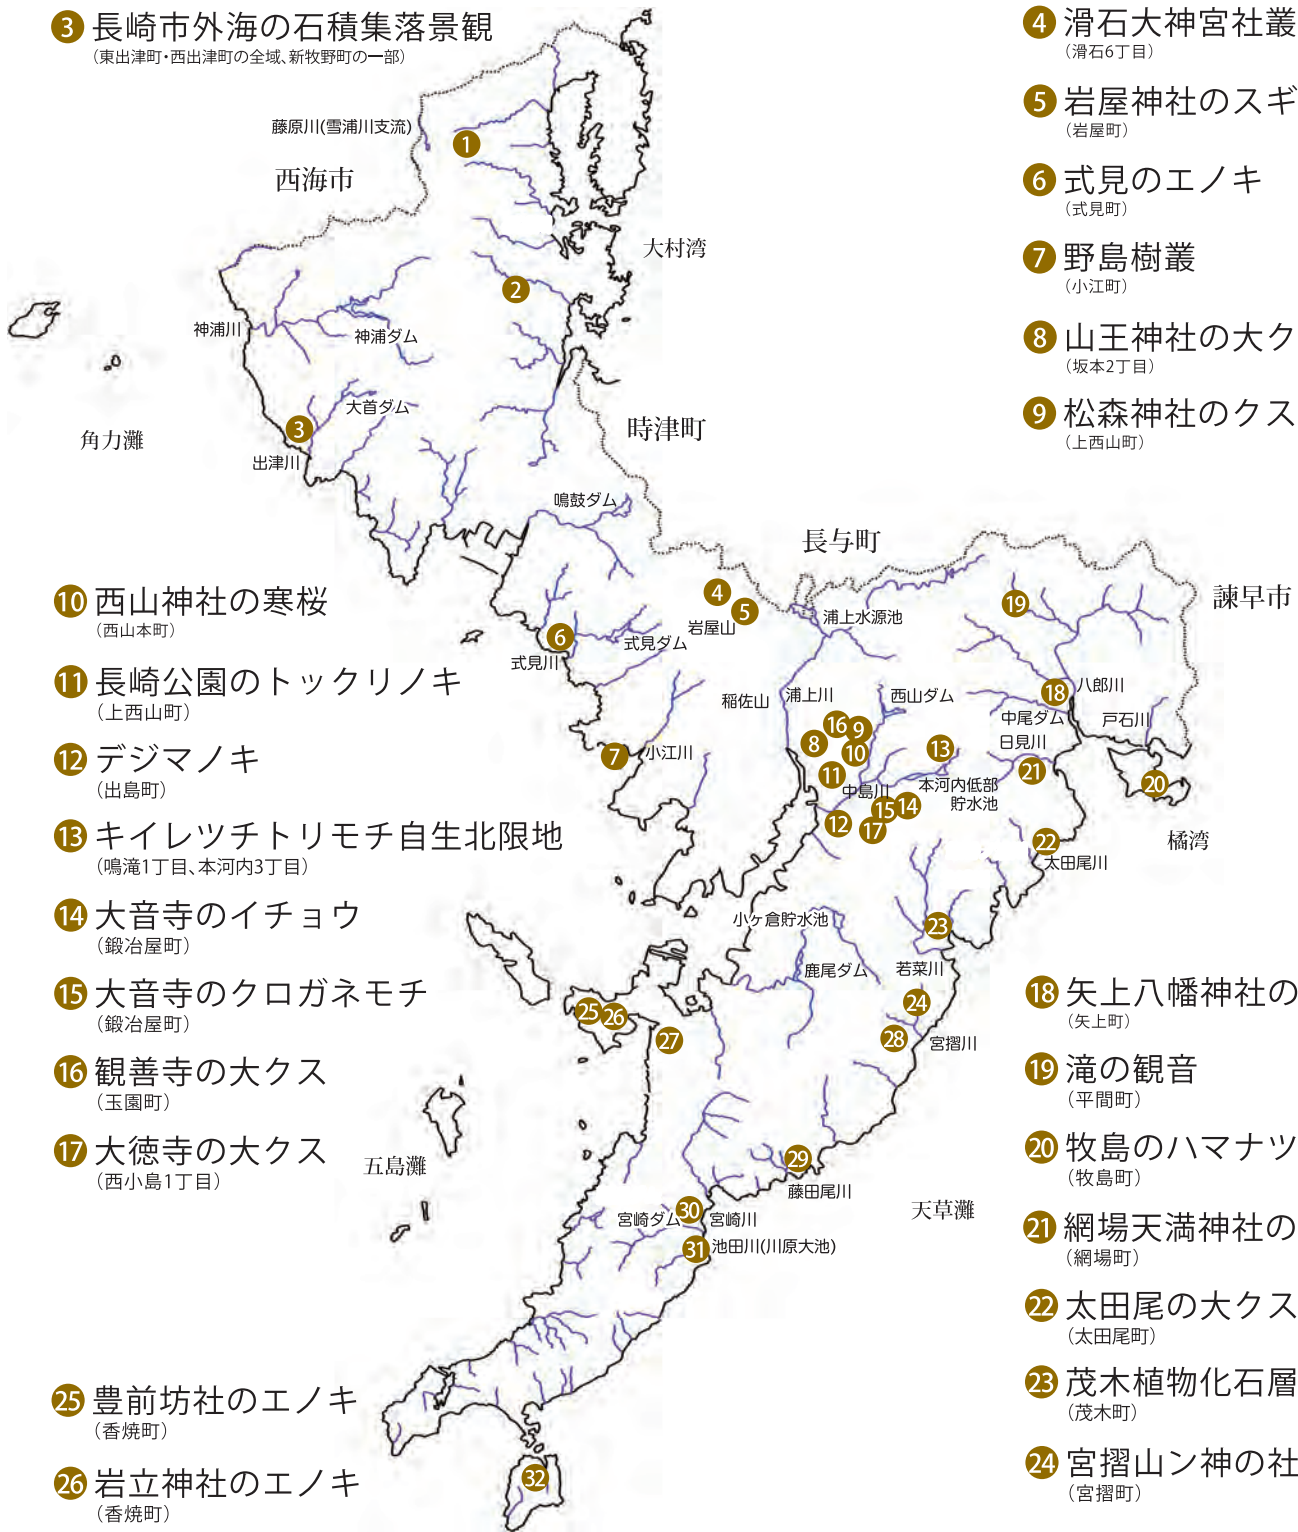 3 長崎市外海の石積集落景観
（東出津町・西出津町の全域、新牧野町の一部）
4 滑石大神宮社叢
（滑石6丁目）
5 岩屋神社のスギ
（岩屋町）
6 式見のエノキ
（式見町）
7 野島樹叢
（小江町）
8 山王神社の大ク
（坂本2丁目）
9 松森神社のクス
（上西山町）
10 西山神社の寒桜
（西山本町）
11 長崎公園のトックリノキ
（上西山町）
12 デジマノキ
（出島町）
13 キイレツチトリモチ自生北限地
（鳴滝1丁目、本河内3丁目）
14 大音寺のイチョウ
（鍛冶屋町）
15 大音寺のクロガネモチ
（鍛冶屋町）
16 観善寺の大クス
（玉園町）
17 大徳寺の大クス
（西小島1丁目）
18 矢上八幡神社の
（矢上町）
19 滝の観音
（平間町）
20 牧島のハマナツ
（牧島町）
21 網場天満神社の
（網場町）
22 太田尾の大クス
（太田尾町）
23 茂木植物化石層
（茂木町）
24 宮摺山ン神の社
（宮摺町）
25 豊前坊社のエノキ
（香焼町）
26 岩立神社のエノキ
（香焼町）
藤原川(雪浦川支流)
1
西海市
大村湾
2
神浦川
神浦ダム
大首ダム
3
角力灘
出津川
時津町
鳴鼓ダム
長与町
諫早市
4
5
岩屋山
浦上水源池
19
6
式見川
式見ダム
稲佐山
浦上川
西山ダム
18
八郎川
中尾ダム
戸石川
日見川
16
9
8
10
13
7
小江川
11
21
20
中島川
本河内低部
貯水池
15
14
12
17
22
太田尾川
橘湾
小ヶ倉貯水池
23
鹿尾ダム
若菜川
24
25
26
27
28
宮摺川
五島灘
29
藤田尾川
天草灘
30
宮崎ダム
宮崎川
31
池田川(川原大池)
32